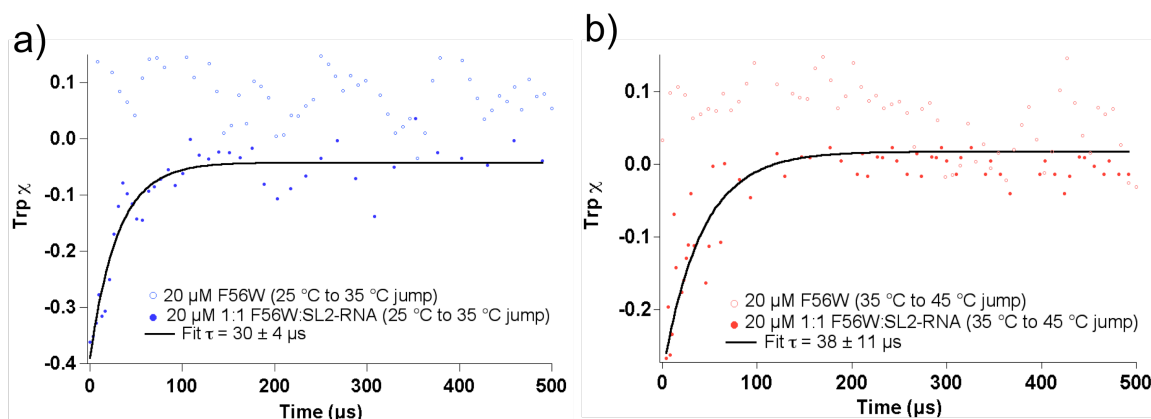 a)
Trp χ
0.1
0.0
-0.1
-0.2
-0.3
-0.4
20 µM F56W (25 °C to 35 °C jump)
20 µM 1:1 F56W:SL2-RNA (25 °C to 35 °C jump)
Fit τ = 30 ± 4 µs
0 100 200 300 400 500
Time (µs)
b)
Trp χ
0.1
0.0
-0.1
-0.2
20 µM F56W (35 °C to 45 °C jump)
20 µM 1:1 F56W:SL2-RNA (35 °C to 45 °C jump)
Fit τ = 38 ± 11 µs
0 100 200 300 400 500
Time (µs)